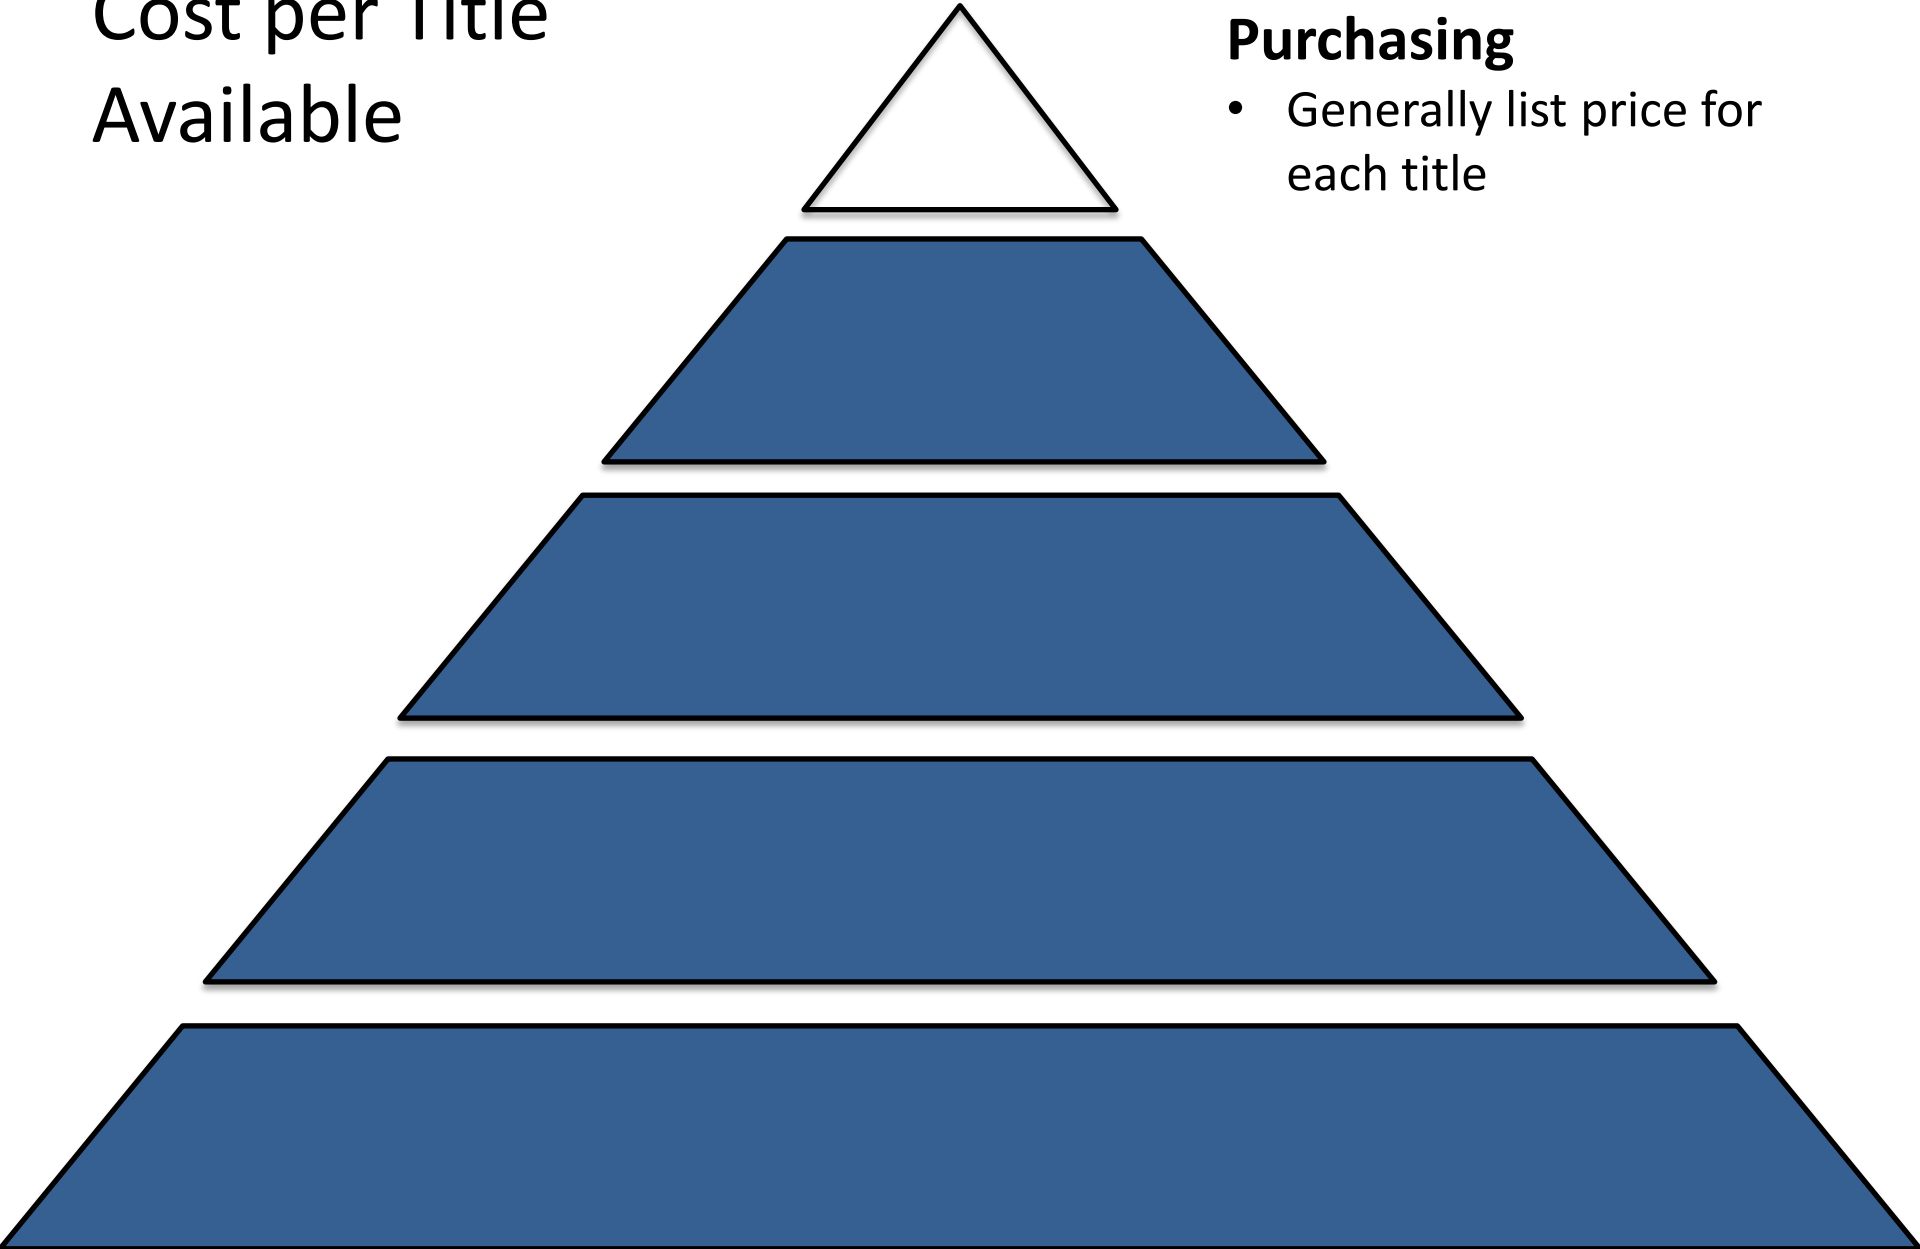 Cost per Title
Available
Purchasing
• Generally list price for
each title